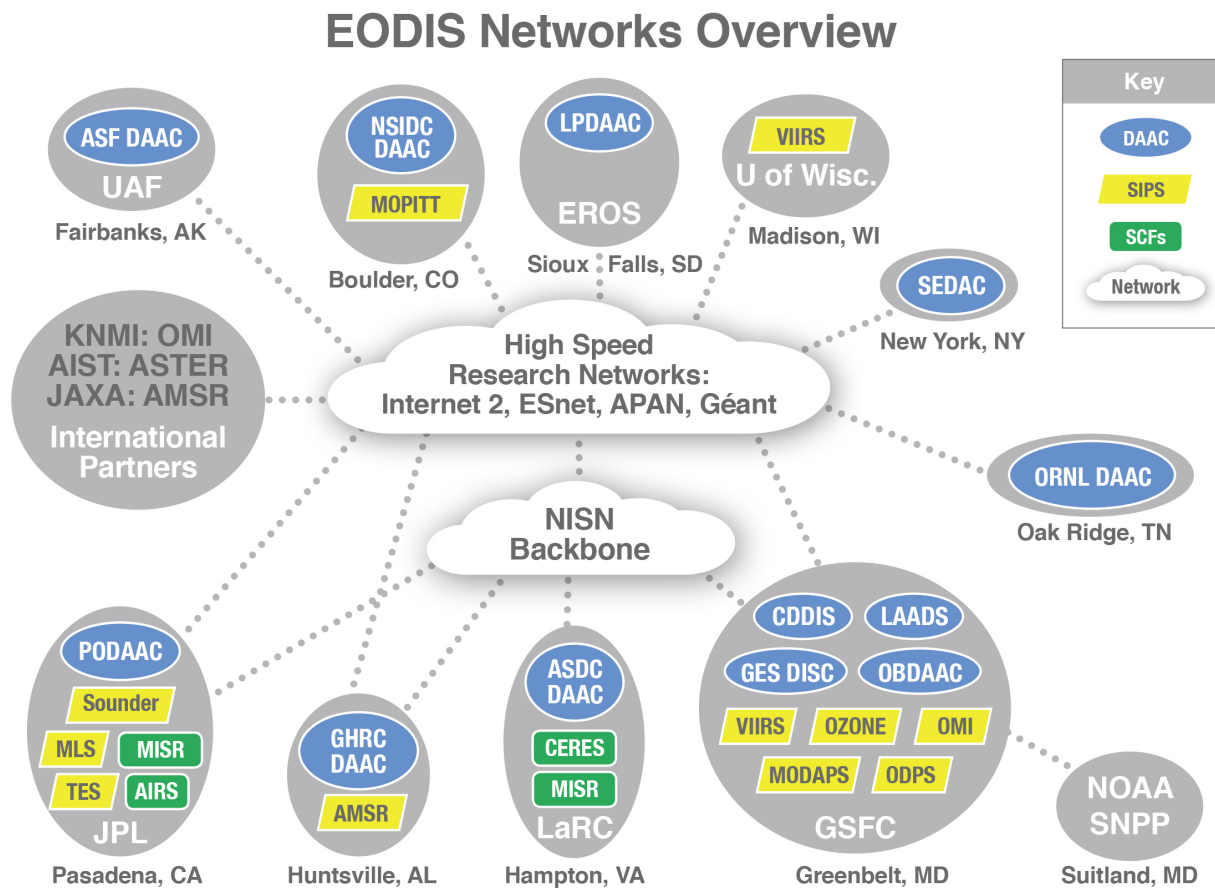 EODIS Networks Overview
Key
DAAC
SIPS
SCFs
Network
ASF DAAC
UAF
Fairbanks, AK
NSIDC
DAAC
MOPITT
Boulder, CO
LPDAAC
EROS
Sioux Falls, SD
VIIRS
U of Wisc.
Madison, WI
SEDAC
New York, NY
KNMI: OMI
AIST: ASTER
JAXA: AMSR
International
Partners
High Speed
Research Networks:
Internet 2, ESnet, APAN, Géant
ORNL DAAC
Oak Ridge, TN
NISN
Backbone
PODAAC
Sounder
MLS
MISR
TES
AIRS
JPL
Pasadena, CA
GHRC
DAAC
AMSR
Huntsville, AL
ASDC
DAAC
CERES
MISR
LaRC
Hampton, VA
CDDIS
LAADS
GES DISC
OBDAAC
VIIRS
OZONE
OMI
MODAPS
ODPS
GSFC
Greenbelt, MD
NOAA
SNPP
Suitland, MD